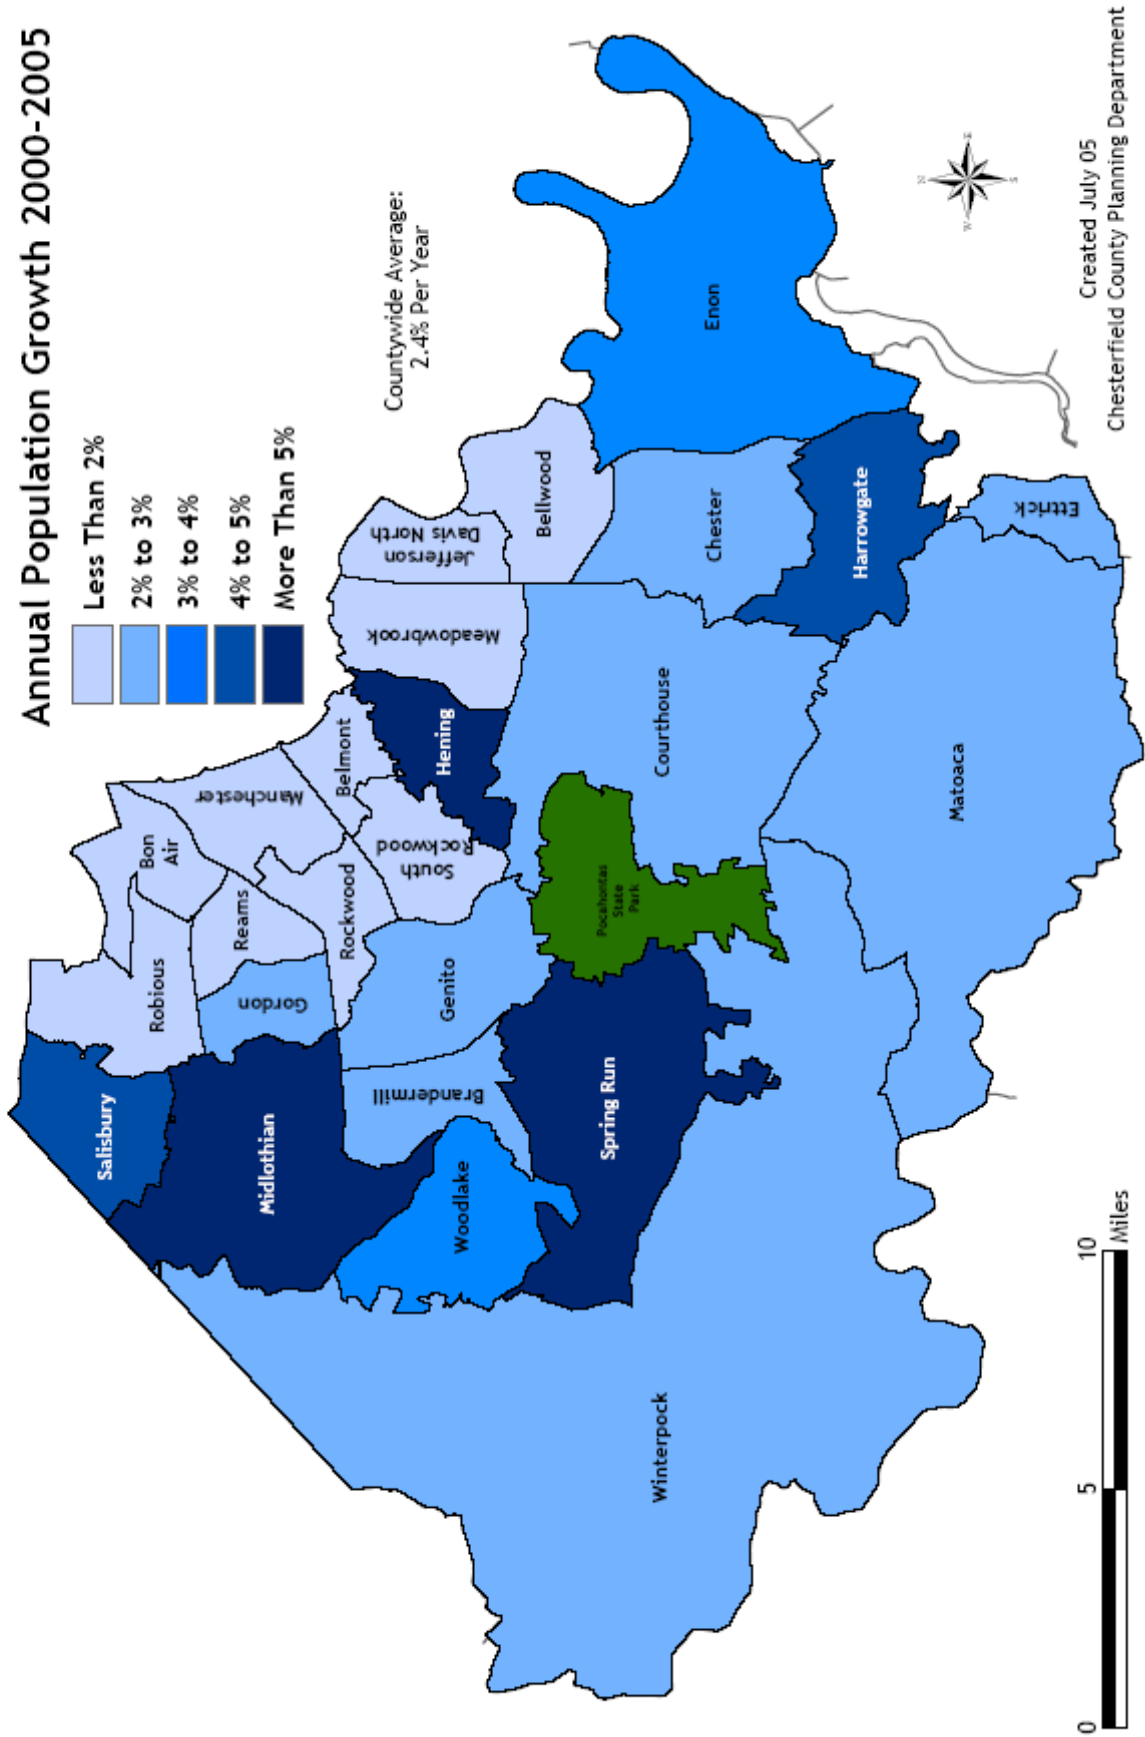 Annual Population Growth 2000-2005
Less Than 2%
2% to 3%
3% to 4%
4% to 5%
More Than 5%
Countywide Average:
2.4% Per Year
Salisbury
Robious
Bon
Air
Midlothian
Gordon
Reams
Manchester
Rockwood
Belmont
Meadowbrook
Jefferson
Davis North
South
Rockwood
Hening
Woodlake
Brandermill
Genito
Bellwood
Spring Run
Pocahontas
State
Park
Courthouse
Chester
Enon
Winterpock
Harrowgate
Matoaca
Ettrick
N
W
E
S
0
5
10
Miles
Created July 05
Chesterfield County Planning Department